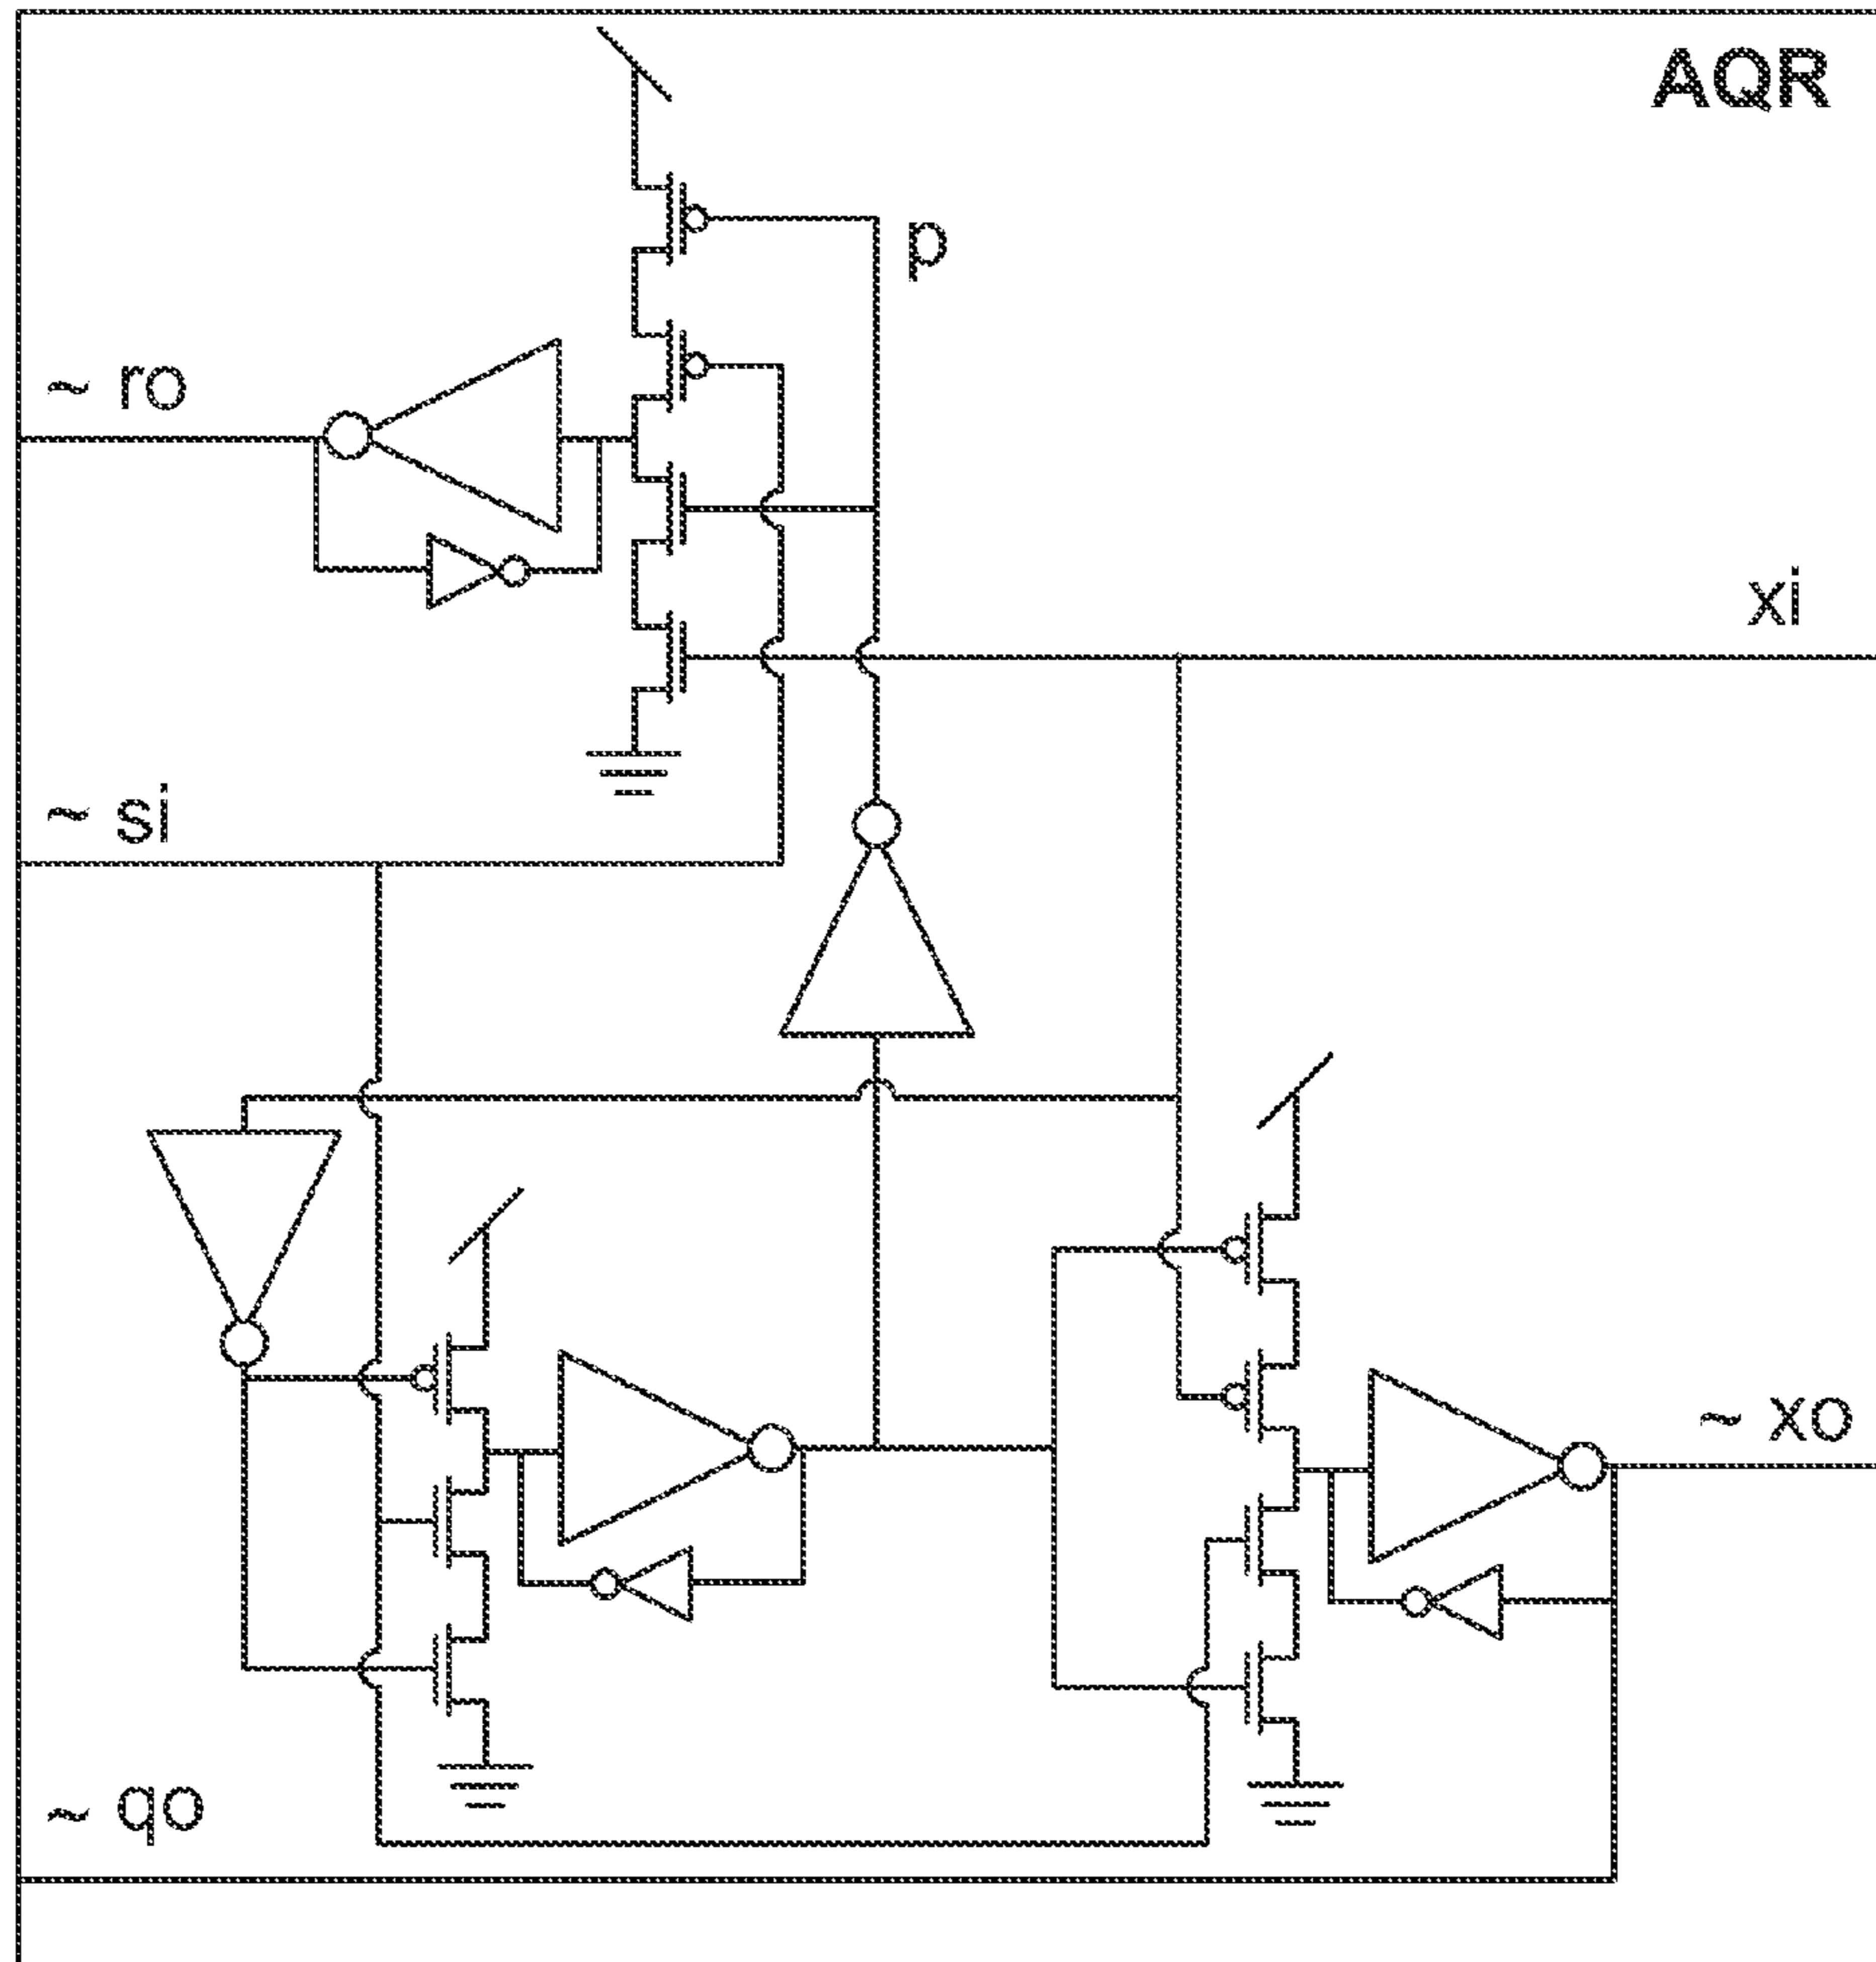 AQR
p
~ ro
xi
~ si
~ xo
~ qo